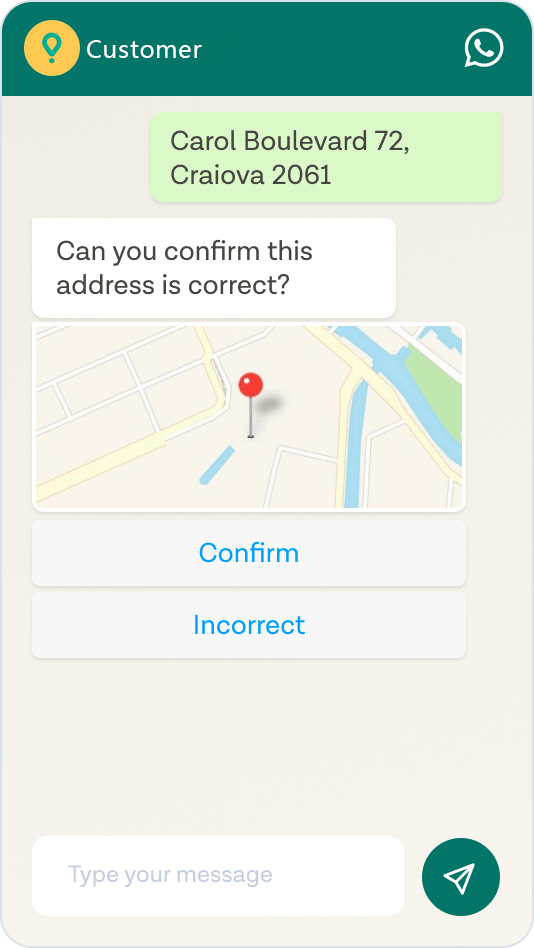 Customer
Carol Boulevard 72,
Craiova 2061
Can you confirm this
address is correct?
Confirm
Incorrect
Type your message